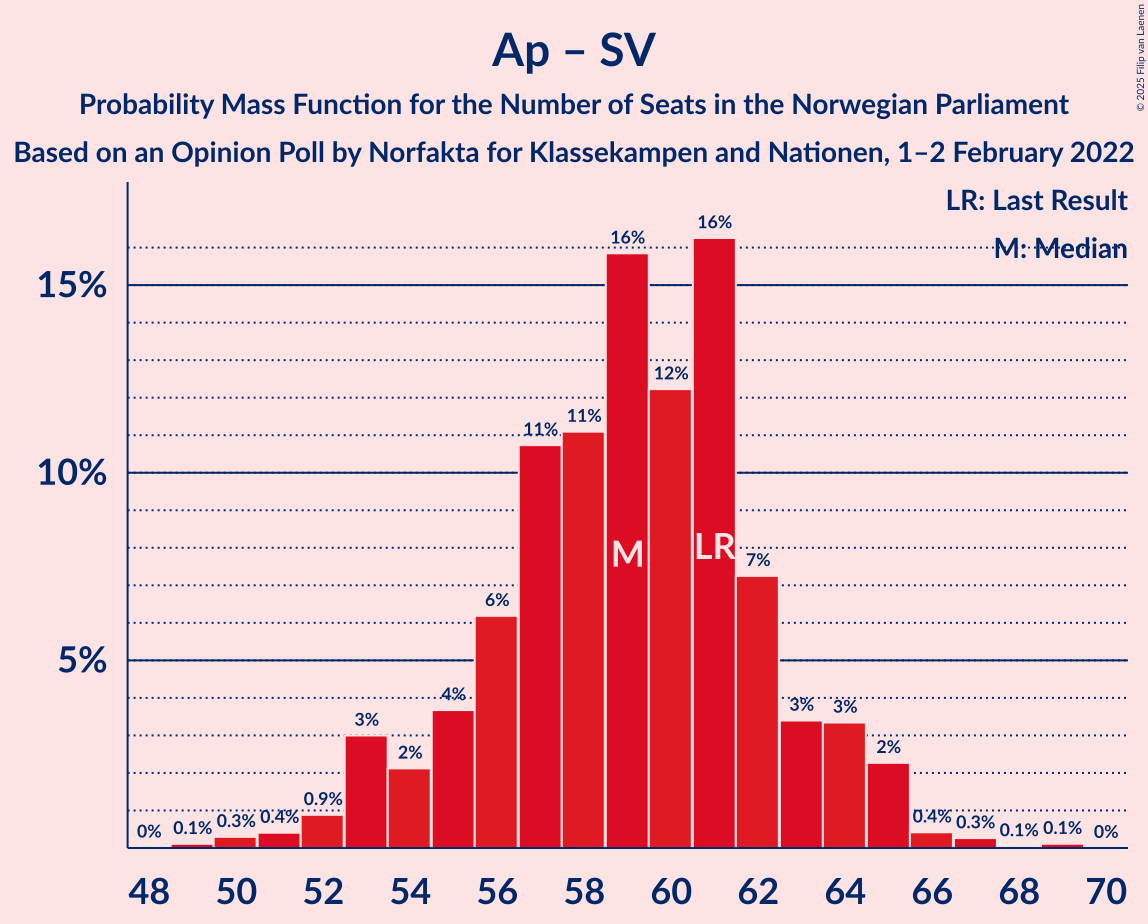 Ap – SV
Probability Mass Function for the Number of Seats in the Norwegian Parliament
Based on an Opinion Poll by Norfakta for Klassekampen and Nationen, 1–2 February 2022
© 2025 Filip van Laenen
LR: Last Result
M: Median
15%
10%
5%
0%
0.1%
0.3%
0.4%
0.9%
3%
2%
4%
6%
11%
11%
16%
12%
16%
7%
3%
3%
2%
0.4%
0.3%
0.1%
0.1%
0%
M
LR
48 50 52 54 56 58 60 62 64 66 68 70